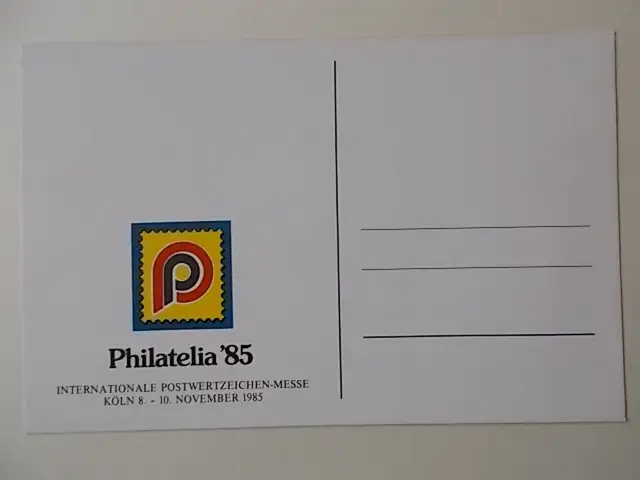 P
Philatelia '85
INTERNATIONALE POSTWERTZEICHEN-MESSE
KÖLN 8. - 10. NOVEMBER 1985